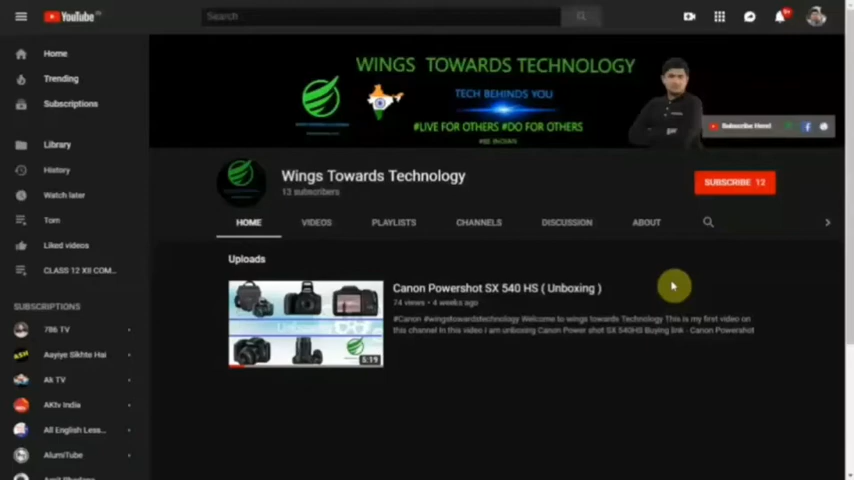 YouTube
Search
9+
Home
Trending
Subscriptions
Library
History
Watch later
Tom
Liked videos
CLASS 12 XII COM...
SUBSCRIPTIONS
786 TV
Aayiye Sikhte Hai
Ali TV
AKtv India
All English Less...
AlumiTube
WINGS TOWARDS TECHNOLOGY
TECH BEHINDS YOU
#LIVE FOR OTHERS #DO FOR OTHERS
#BE INDIAN
Subscribe Here!
Wings Towards Technology
13 subscribers
SUBSCRIBE 12
HOME VIDEOS PLAYLISTS CHANNELS DISCUSSION ABOUT
Uploads
5:19
Canon Powershot SX 540 HS ( Unboxing )
74 views • 4 weeks ago
#Canon #wingstowardstechnology Welcome to wings towards Technology This is my first video on
this channel In this video i am unboxing Canon Power shot SX 540HS Buying link - Canon Powershot